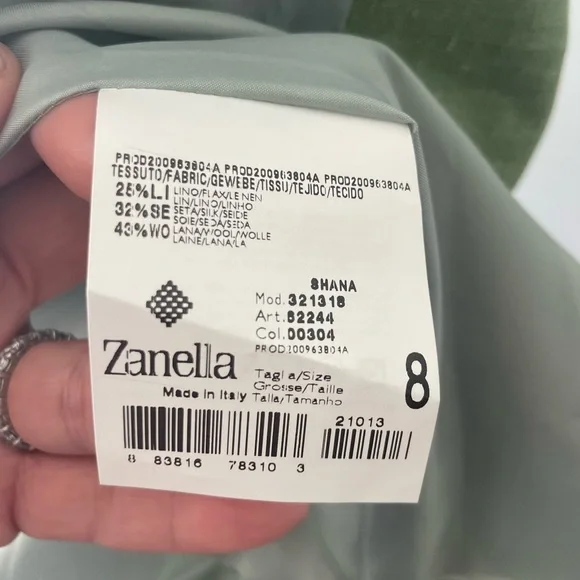 PROD200963804A PROD200963804A PROD200963804A
TESSUTO/FABRIC/GEWEBE/TISSU/TEJIDO/TECIDO
25%LI LINO/FLAX/LEINEN
LIN/LINO/LINHO
32%SE SETA/SILK/SEIDE
SOIE/SEDA/SEDA
43%WO LANA/WOOL/WOLLE
LAINE/LANA/LA
SHANA
Mod.321318
Art.62244
Col.00304
PROD200963804A
Zanella
Made in Italy
Tagla/Size
Grosse/Taille
Talla/Tamanho
8
21013
8 83816 78310 3